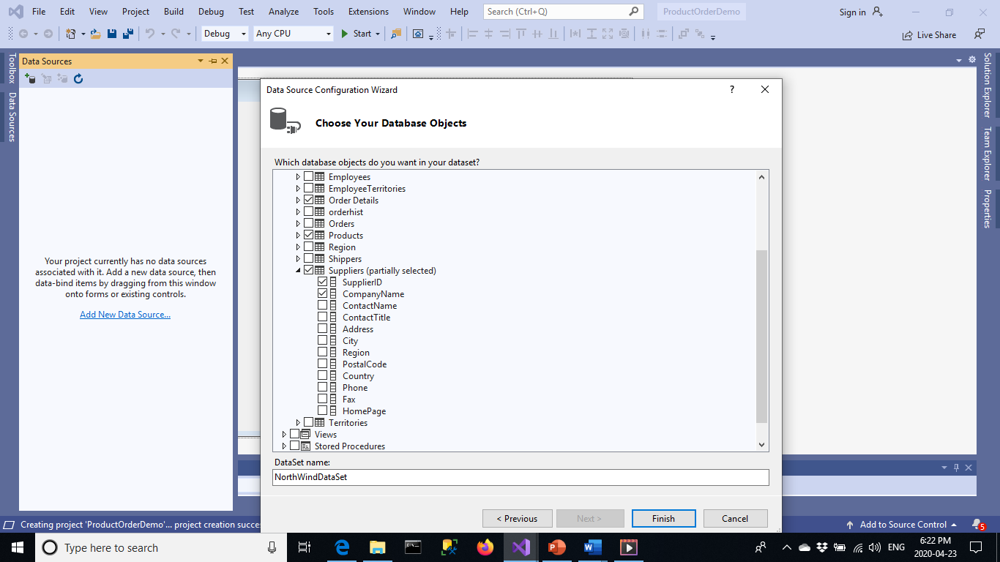 File Edit View Project Build Debug Test Analyze Tools Extensions Window Help Search (Ctrl+Q) ProductOrderDemo Sign in
Debug Any CPU Start Live Share
Toolbox
Data Sources
Data Sources
Your project currently has no data sources
associated with it. Add a new data source, then
data-bind items by dragging from this window
onto forms or existing controls.
Add New Data Source...
Data Source Configuration Wizard ?
Choose Your Database Objects
Which database objects do you want in your dataset?
Employees
EmployeeTerritories
Order Details
orderhist
Orders
Products
Region
Shippers
Suppliers (partially selected)
SupplierID
CompanyName
ContactName
ContactTitle
Address
City
Region
PostalCode
Country
Phone
Fax
HomePage
Territories
Views
Stored Procedures
DataSet name:
NorthWindDataSet
< Previous Next > Finish Cancel
Solution Explorer
Team Explorer
Properties
Creating project 'ProductOrderDemo'... project creation succe
Add to Source Control 5
Type here to search
ENG
6:22 PM
2020-04-23